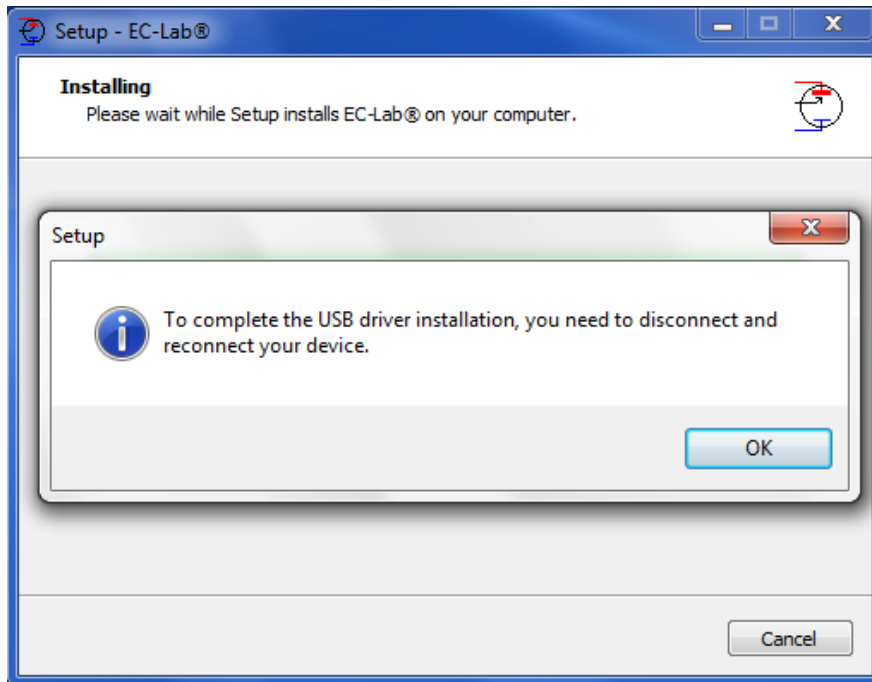 Setup - EC-Lab®
Installing
Please wait while Setup installs EC-Lab® on your computer.
Setup
To complete the USB driver installation, you need to disconnect and
reconnect your device.
OK
Cancel